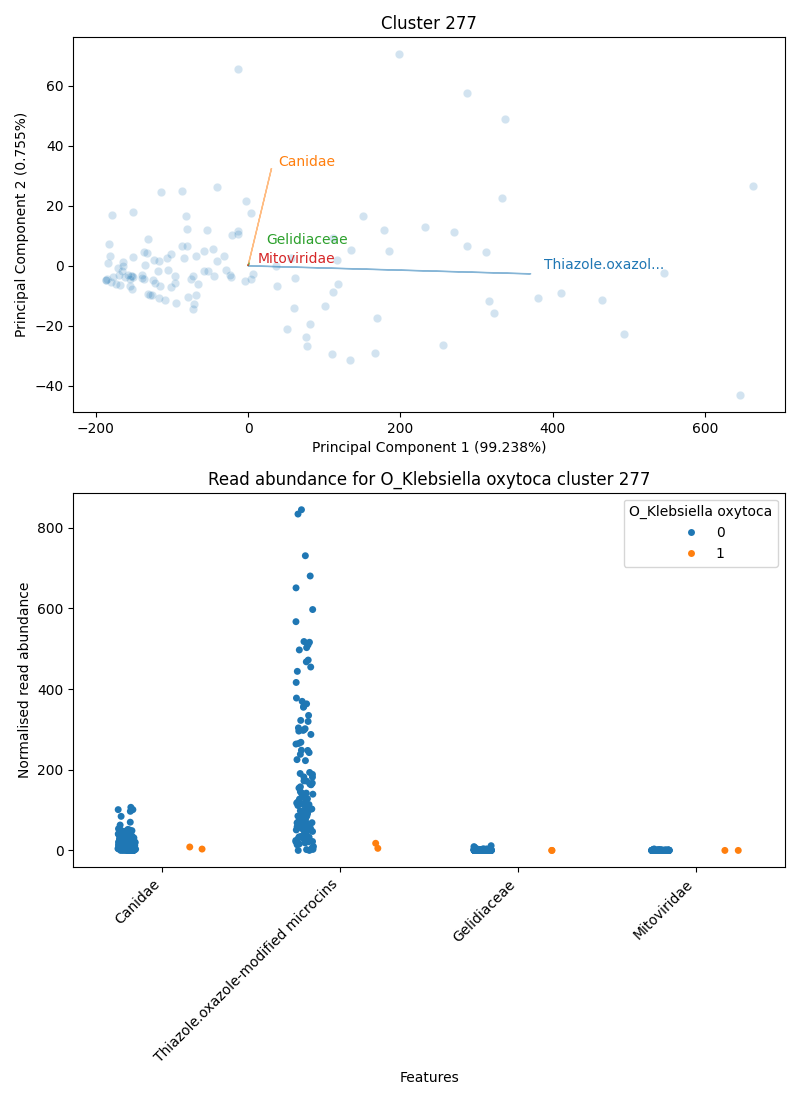 Cluster 277
Principal Component 2 (0.755%)
60
40
20
0
−20
−40
Canidae
Gelidiaceae
Mitoviridae
Thiazole.oxazol...
−200
0
200
400
600
Principal Component 1 (99.238%)
Read abundance for O_Klebsiella oxytoca cluster 277
Normalised read abundance
800
600
400
200
0
O_Klebsiella oxytoca
0
1
Canidae
Thiazole.oxazole-modified microcins
Gelidiaceae
Mitoviridae
Features